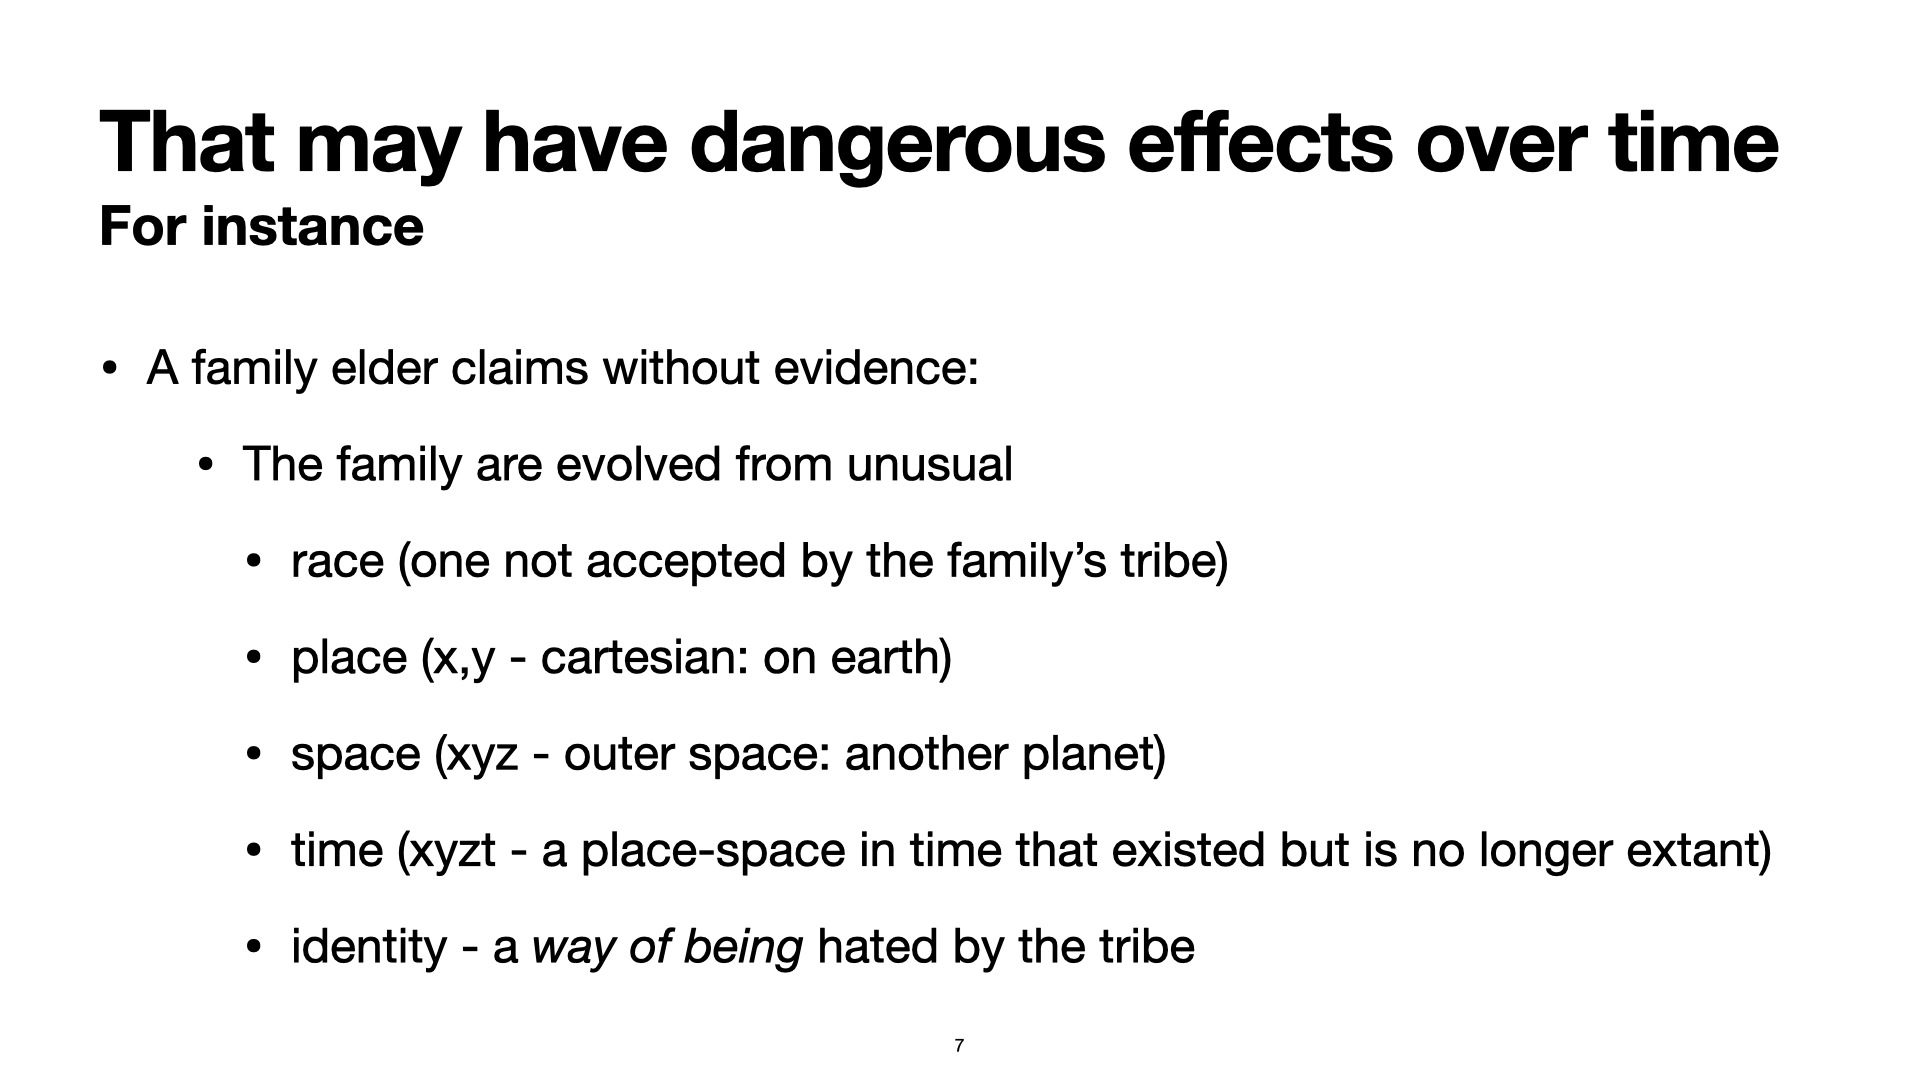 That may have dangerous effects over time
For instance
• A family elder claims without evidence:
• The family are evolved from unusual
• race (one not accepted by the family’s tribe)
• place (x,y - cartesian: on earth)
• space (xyz - outer space: another planet)
• time (xyzt - a place-space in time that existed but is no longer extant)
• identity - a way of being hated by the tribe
7